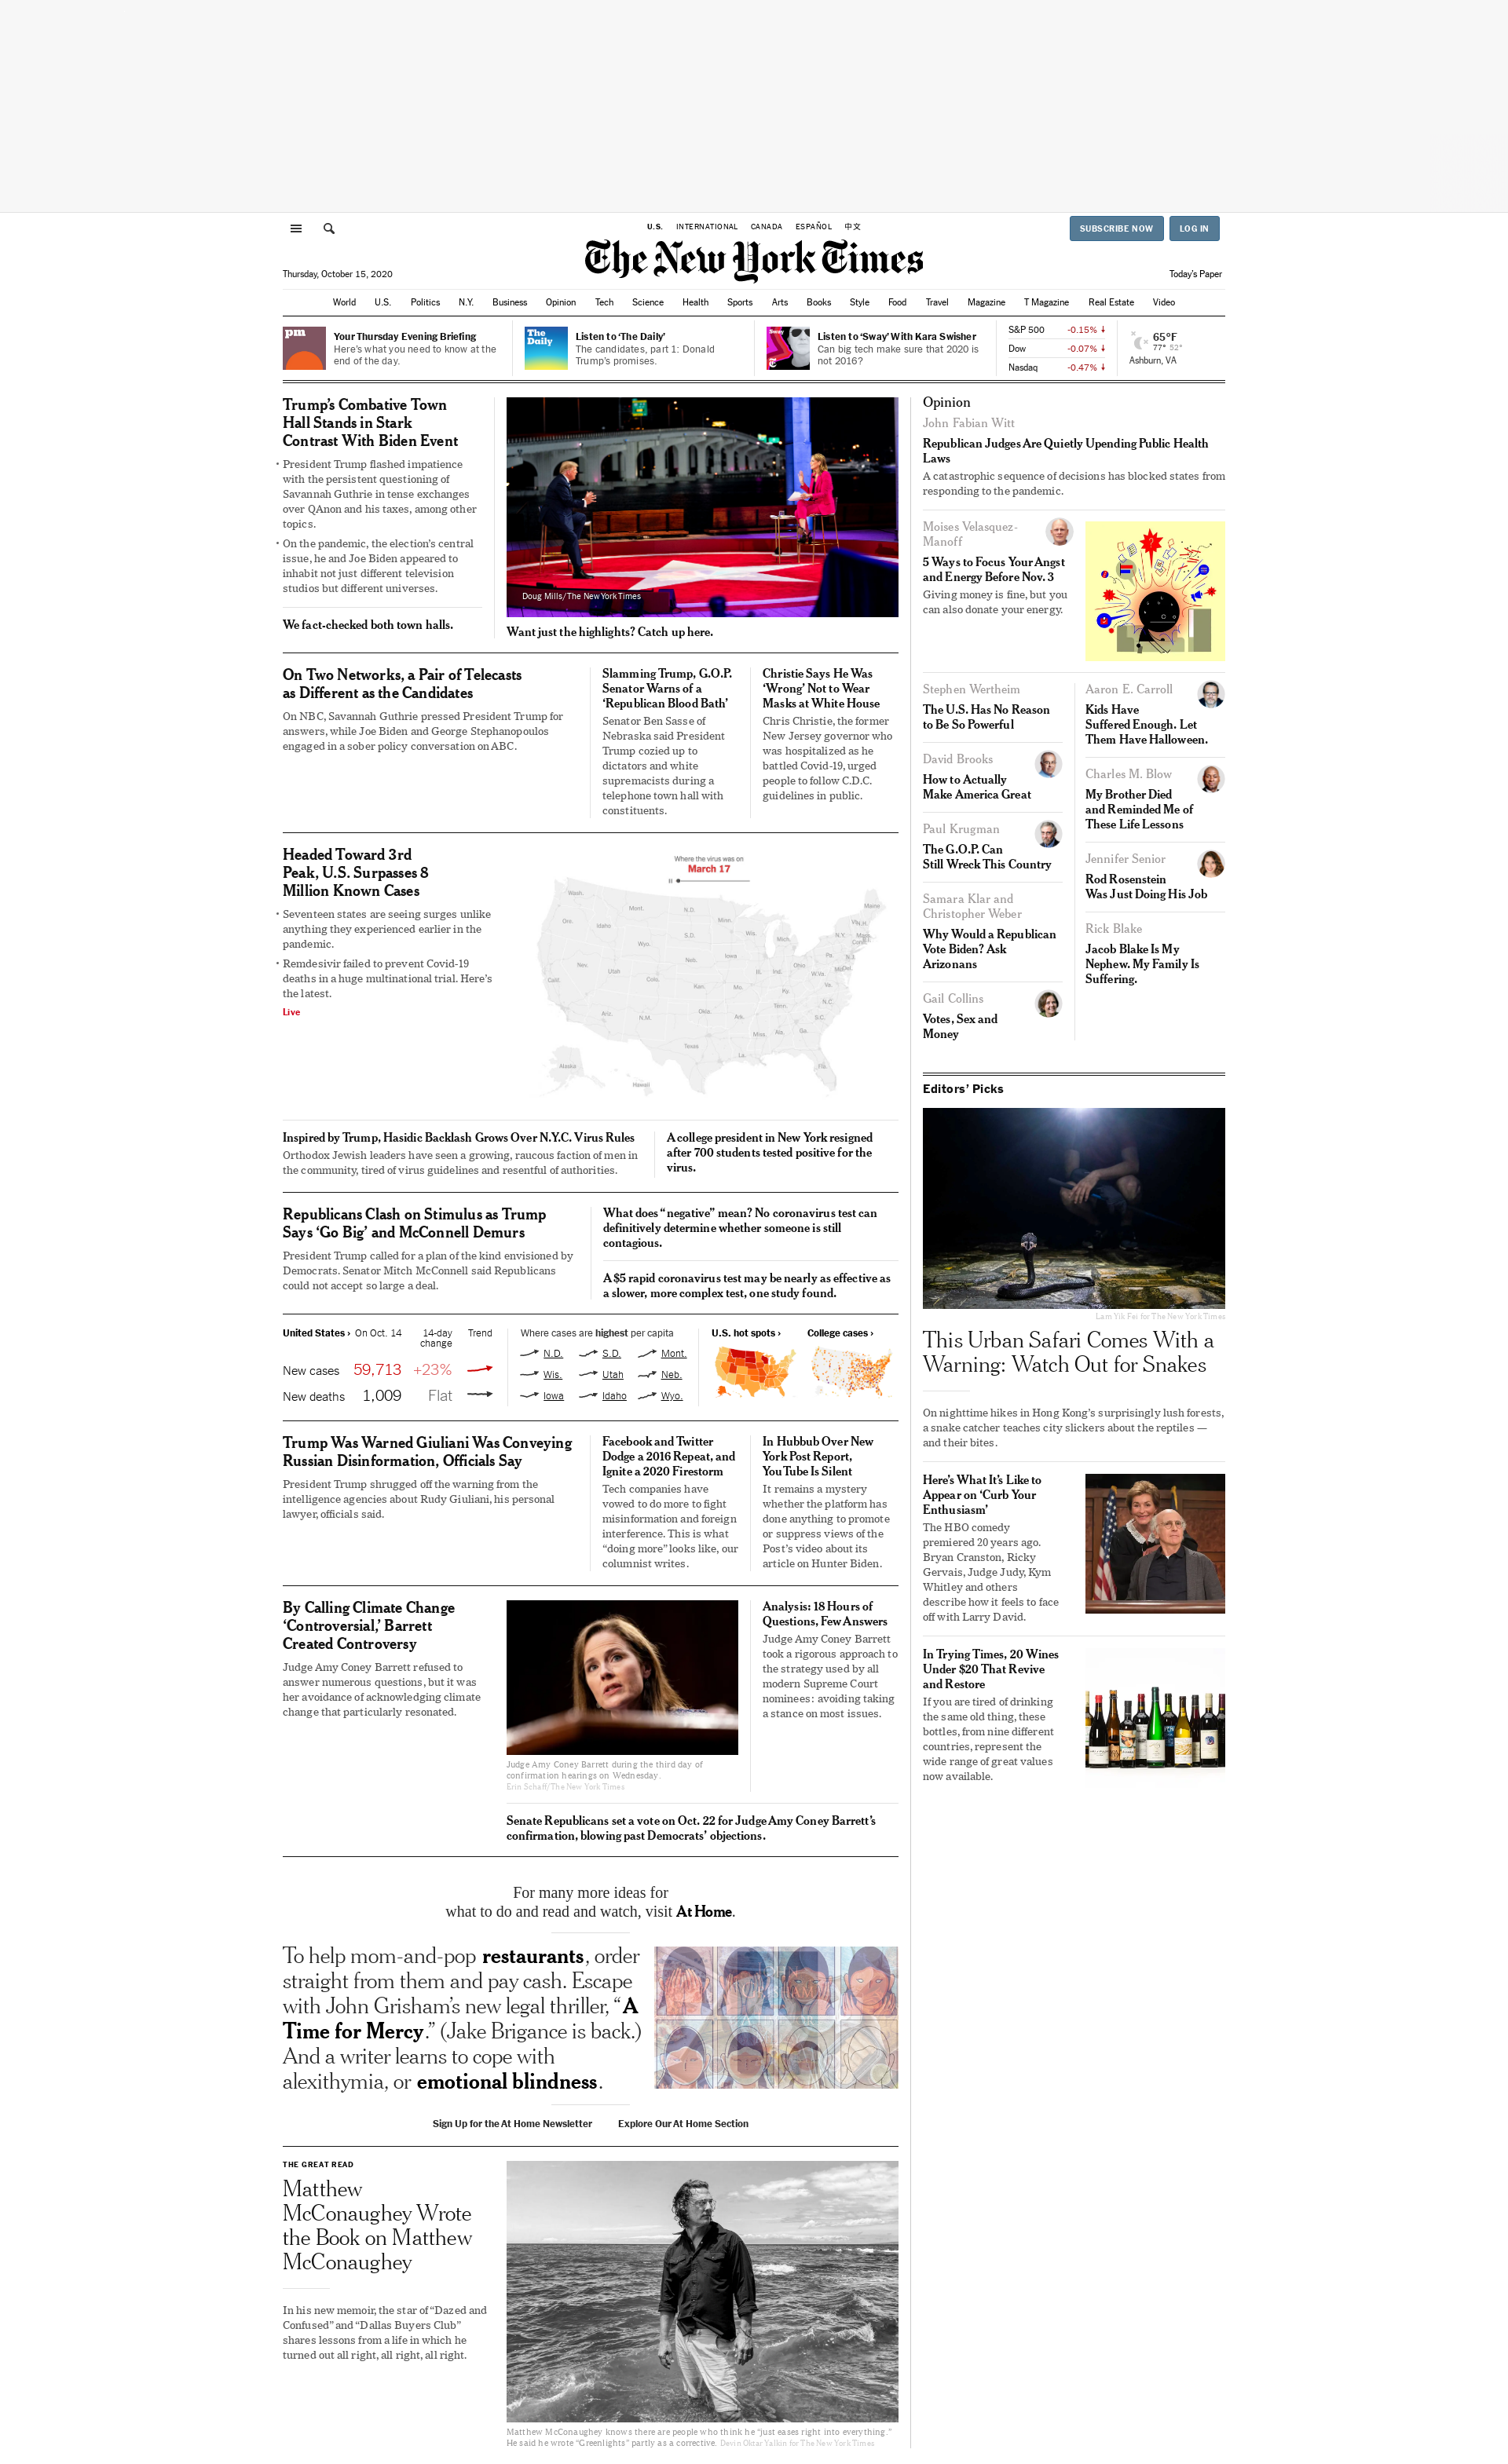 U.S. INTERNATIONAL CANADA ESPAÑOL 中文
SUBSCRIBE NOW LOG IN
The New York Times
Thursday, October 15, 2020
Today's Paper
World U.S. Politics N.Y. Business Opinion Tech Science Health Sports Arts Books Style Food Travel Magazine T Magazine Real Estate Video
pm
Your Thursday Evening Briefing
Here's what you need to know at the
end of the day.
The
Daily
Listen to 'The Daily'
The candidates, part 1: Donald
Trump's promises.
Sway
Listen to 'Sway' With Kara Swisher
Can big tech make sure that 2020 is
not 2016?
S&P 500 -0.15% ↓
Dow -0.07% ↓
Nasdaq -0.47% ↓
65°F
77° 52°
Ashburn, VA
Trump's Combative Town
Hall Stands in Stark
Contrast With Biden Event
• President Trump flashed impatience
with the persistent questioning of
Savannah Guthrie in tense exchanges
over QAnon and his taxes, among other
topics.
• On the pandemic, the election's central
issue, he and Joe Biden appeared to
inhabit not just different television
studios but different universes.
We fact-checked both town halls.
Doug Mills/The New York Times
Want just the highlights? Catch up here.
On Two Networks, a Pair of Telecasts
as Different as the Candidates
On NBC, Savannah Guthrie pressed President Trump for
answers, while Joe Biden and George Stephanopoulos
engaged in a sober policy conversation on ABC.
Slamming Trump, G.O.P.
Senator Warns of a
'Republican Blood Bath'
Senator Ben Sasse of
Nebraska said President
Trump cozied up to
dictators and white
supremacists during a
telephone town hall with
constituents.
Christie Says He Was
'Wrong' Not to Wear
Masks at White House
Chris Christie, the former
New Jersey governor who
was hospitalized as he
battled Covid-19, urged
people to follow C.D.C.
guidelines in public.
Headed Toward 3rd
Peak, U.S. Surpasses 8
Million Known Cases
• Seventeen states are seeing surges unlike
anything they experienced earlier in the
pandemic.
• Remdesivir failed to prevent Covid-19
deaths in a huge multinational trial. Here's
the latest.
Live
Where the virus was on
March 17
Wash.
Mont.
N.D.
Minn.
Maine
Ore.
Idaho
S.D.
Wis.
Mich.
N.Y.
Wyo.
Iowa
Neb.
Pa.
Nev.
Utah
Colo.
Ill.
Ind.
Ohio
W.Va.
Va.
Calif.
Kan.
Mo.
Ky.
N.C.
Tenn.
Ariz.
N.M.
Okla.
Ark.
S.C.
Miss.
Ala.
Ga.
Texas
La.
Fla.
Alaska
Hawaii
Inspired by Trump, Hasidic Backlash Grows Over N.Y.C. Virus Rules
Orthodox Jewish leaders have seen a growing, raucous faction of men in
the community, tired of virus guidelines and resentful of authorities.
A college president in New York resigned
after 700 students tested positive for the
virus.
Republicans Clash on Stimulus as Trump
Says 'Go Big' and McConnell Demurs
President Trump called for a plan of the kind envisioned by
Democrats. Senator Mitch McConnell said Republicans
could not accept so large a deal.
What does "negative" mean? No coronavirus test can
definitively determine whether someone is still
contagious.
A $5 rapid coronavirus test may be nearly as effective as
a slower, more complex test, one study found.
United States › On Oct. 14 14-day
change Trend
New cases 59,713 +23%
New deaths 1,009 Flat
Where cases are highest per capita
N.D. S.D. Mont.
Wis. Utah Neb.
Iowa Idaho Wyo.
U.S. hot spots ›
College cases ›
Trump Was Warned Giuliani Was Conveying
Russian Disinformation, Officials Say
President Trump shrugged off the warning from the
intelligence agencies about Rudy Giuliani, his personal
lawyer, officials said.
Facebook and Twitter
Dodge a 2016 Repeat, and
Ignite a 2020 Firestorm
Tech companies have
vowed to do more to fight
misinformation and foreign
interference. This is what
"doing more" looks like, our
columnist writes.
In Hubbub Over New
York Post Report,
YouTube Is Silent
It remains a mystery
whether the platform has
done anything to promote
or suppress views of the
Post's video about its
article on Hunter Biden.
By Calling Climate Change
'Controversial,' Barrett
Created Controversy
Judge Amy Coney Barrett refused to
answer numerous questions, but it was
her avoidance of acknowledging climate
change that particularly resonated.
Judge Amy Coney Barrett during the third day of
confirmation hearings on Wednesday.
Erin Schaff/The New York Times
Analysis: 18 Hours of
Questions, Few Answers
Judge Amy Coney Barrett
took a rigorous approach to
the strategy used by all
modern Supreme Court
nominees: avoiding taking
a stance on most issues.
Senate Republicans set a vote on Oct. 22 for Judge Amy Coney Barrett's
confirmation, blowing past Democrats' objections.
For many more ideas for
what to do and read and watch, visit At Home.
To help mom-and-pop restaurants, order
straight from them and pay cash. Escape
with John Grisham's new legal thriller, "A
Time for Mercy." (Jake Brigance is back.)
And a writer learns to cope with
alexithymia, or emotional blindness.
Sign Up for the At Home Newsletter Explore Our At Home Section
THE GREAT READ
Matthew
McConaughey Wrote
the Book on Matthew
McConaughey
In his new memoir, the star of "Dazed and
Confused" and "Dallas Buyers Club"
shares lessons from a life in which he
turned out all right, all right, all right.
Matthew McConaughey knows there are people who think he "just eases right into everything."
He said he wrote "Greenlights" partly as a corrective. Devin Oktar Yalkin for The New York Times
Opinion
John Fabian Witt
Republican Judges Are Quietly Upending Public Health
Laws
A catastrophic sequence of decisions has blocked states from
responding to the pandemic.
Moises Velasquez-
Manoff
5 Ways to Focus Your Angst
and Energy Before Nov. 3
Giving money is fine, but you
can also donate your energy.
Stephen Wertheim
The U.S. Has No Reason
to Be So Powerful
David Brooks
How to Actually
Make America Great
Paul Krugman
The G.O.P. Can
Still Wreck This Country
Samara Klar and
Christopher Weber
Why Would a Republican
Vote Biden? Ask
Arizonans
Gail Collins
Votes, Sex and
Money
Aaron E. Carroll
Kids Have
Suffered Enough. Let
Them Have Halloween.
Charles M. Blow
My Brother Died
and Reminded Me of
These Life Lessons
Jennifer Senior
Rod Rosenstein
Was Just Doing His Job
Rick Blake
Jacob Blake Is My
Nephew. My Family Is
Suffering.
Editors' Picks
Lam Yik Fei for The New York Times
This Urban Safari Comes With a
Warning: Watch Out for Snakes
On nighttime hikes in Hong Kong's surprisingly lush forests,
a snake catcher teaches city slickers about the reptiles —
and their bites.
Here's What It's Like to
Appear on 'Curb Your
Enthusiasm'
The HBO comedy
premiered 20 years ago.
Bryan Cranston, Ricky
Gervais, Judge Judy, Kym
Whitley and others
describe how it feels to face
off with Larry David.
In Trying Times, 20 Wines
Under $20 That Revive
and Restore
If you are tired of drinking
the same old thing, these
bottles, from nine different
countries, represent the
wide range of great values
now available.